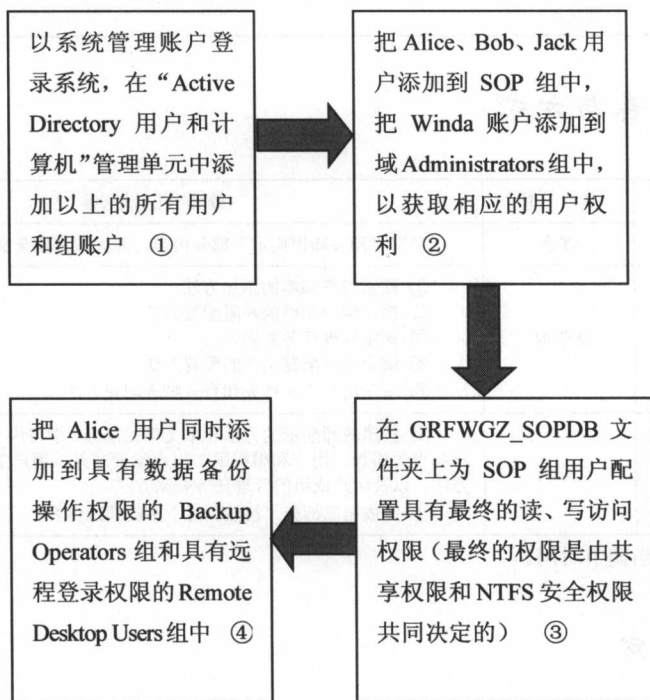 以系统管理账户登
录系统，在“Active
Directory 用户和计
算机”管理单元中添
加以上的所有用户
和组账户 ①
把 Alice、Bob、Jack 用
户添加到 SOP 组中，
把 Winda 账户添加到
域 Administrators 组中，
以获取相应的用户权
利 ②
在 GRFWGZ_SOPDB 文
件夹上为 SOP 组用户配
置具有最终的读、写访问
权限（最终的权限是由共
享权限和 NTFS 安全权限
共同决定的） ③
把 Alice 用户同时添
加到具有数据备份
操作权限的 Backup
Operators 组和具有远
程登录权限的 Remote
Desktop Users 组中 ④